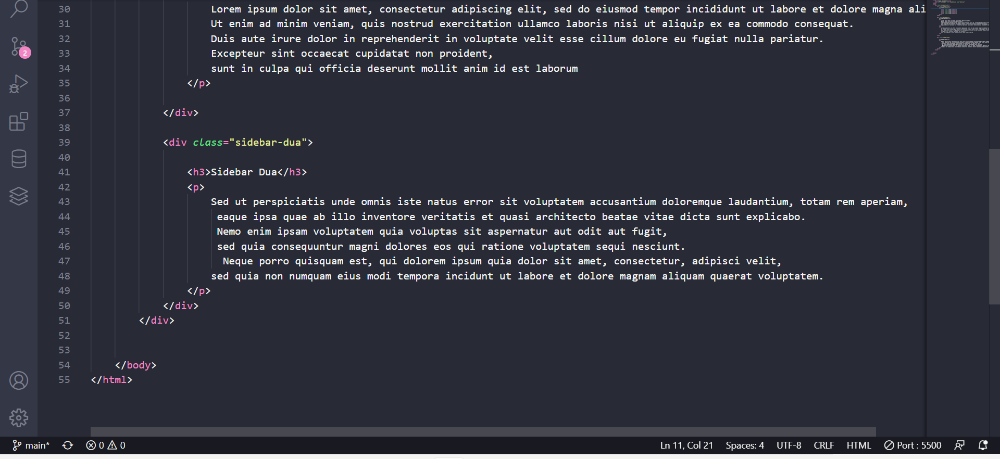 30 Lorem ipsum dolor sit amet, consectetur adipiscing elit, sed do eiusmod tempor incididunt ut labore et dolore magna ali
31 Ut enim ad minim veniam, quis nostrud exercitation ullamco laboris nisi ut aliquip ex ea commodo consequat.
32 Duis aute irure dolor in reprehenderit in voluptate velit esse cillum dolore eu fugiat nulla pariatur.
33 Excepteur sint occaecat cupidatat non proident,
34 sunt in culpa qui officia deserunt mollit anim id est laborum
35 </p>
36
37 </div>
38
39 <div class="sidebar-dua">
40
41 <h3>Sidebar Dua</h3>
42 <p>
43 Sed ut perspiciatis unde omnis iste natus error sit voluptatem accusantium doloremque laudantium, totam rem aperiam,
44 eaque ipsa quae ab illo inventore veritatis et quasi architecto beatae vitae dicta sunt explicabo.
45 Nemo enim ipsam voluptatem quia voluptas sit aspernatur aut odit aut fugit,
46 sed quia consequuntur magni dolores eos qui ratione voluptatem sequi nesciunt.
47 Neque porro quisquam est, qui dolorem ipsum quia dolor sit amet, consectetur, adipisci velit,
48 sed quia non numquam eius modi tempora incidunt ut labore et dolore magnam aliquam quaerat voluptatem.
49 </p>
50 </div>
51 </div>
52
53
54 </body>
55 </html>
2
main* 0 0 Ln 11, Col 21 Spaces: 4 UTF-8 CRLF HTML Port : 5500